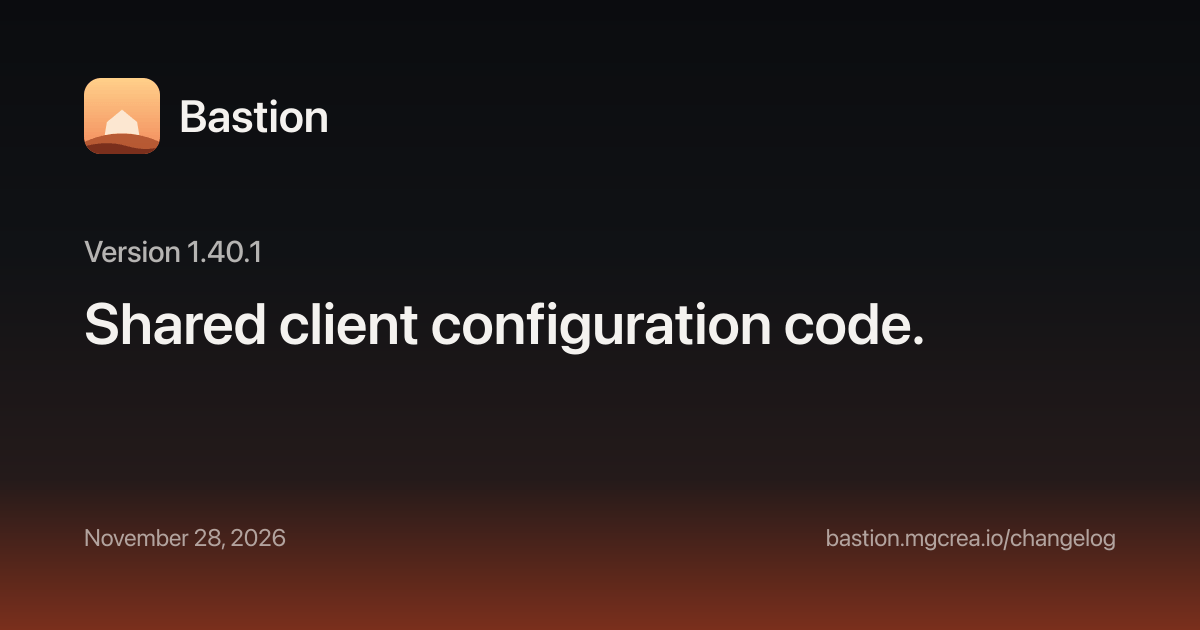 Bastion
Version 1.40.1
Shared client configuration code.
November 28, 2026
bastion.mgcrea.io/changelog